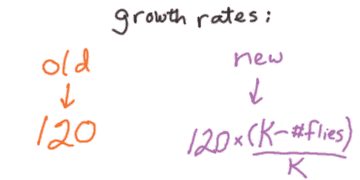 growth rates:
old
new
↓
↓
120
120 × (K-#flies)
K